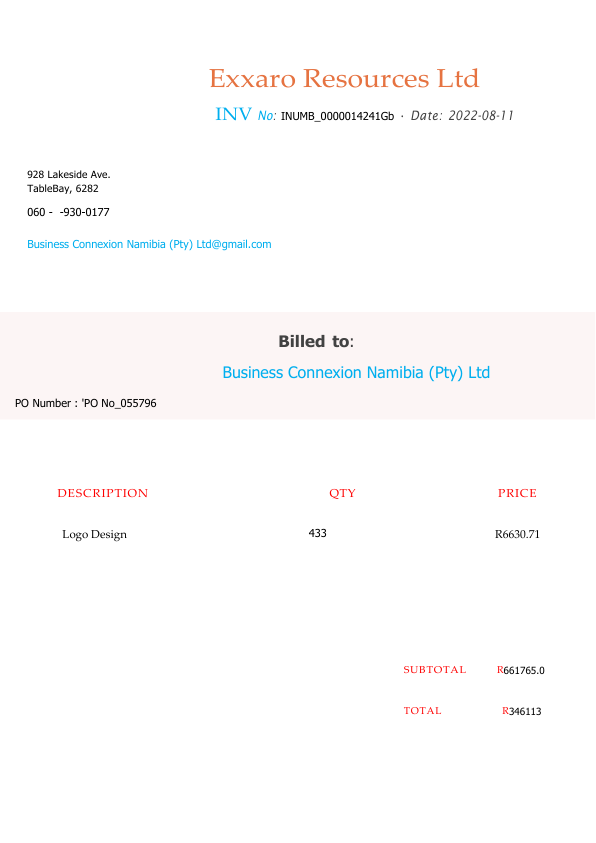 Exxaro Resources Ltd
INV No: INUMB_0000014241Gb · Date: 2022-08-11
928 Lakeside Ave.
TableBay, 6282
060 - -930-0177
Business Connexion Namibia (Pty) Ltd@gmail.com
Billed to:
Business Connexion Namibia (Pty) Ltd
PO Number : 'PO No_055796
DESCRIPTION QTY PRICE
Logo Design 433 R6630.71
SUBTOTAL R661765.0
TOTAL R346113